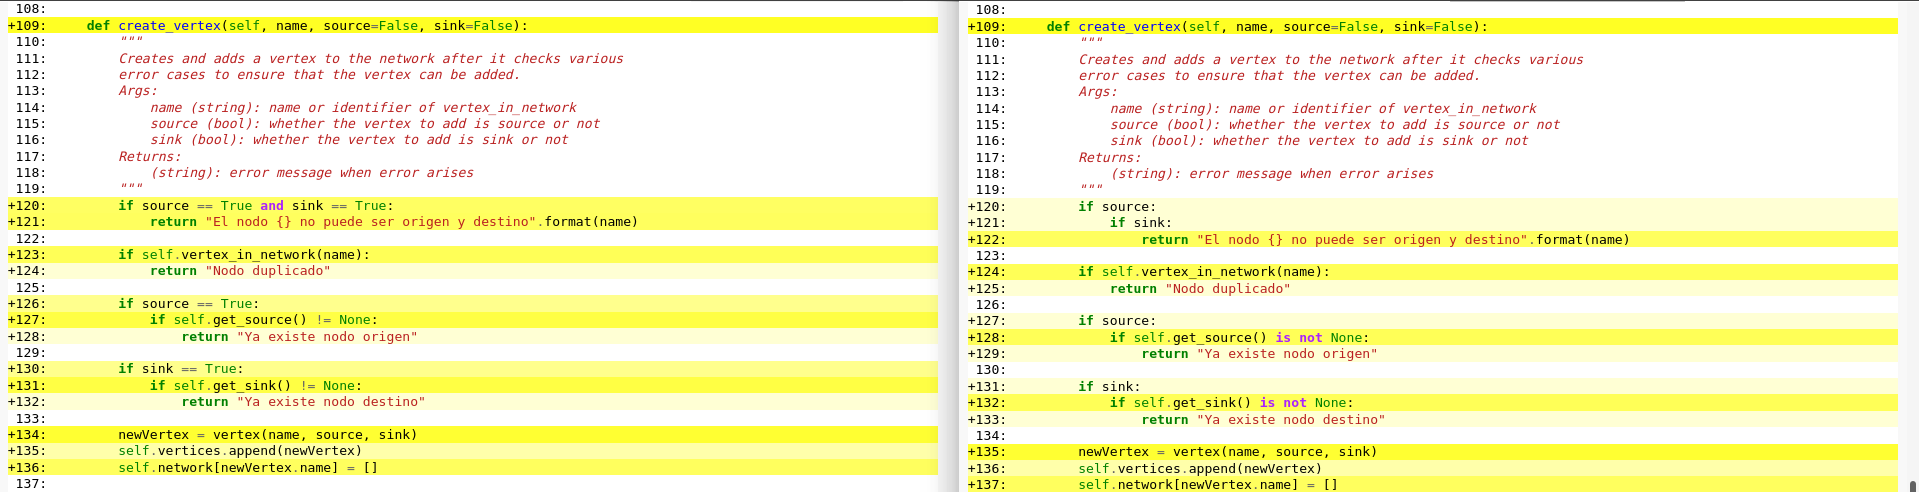 108:
+109:     def create_vertex(self, name, source=False, sink=False):
110:         """
111:         Creates and adds a vertex to the network after it checks various
112:         error cases to ensure that the vertex can be added.
113:         Args:
114:             name (string): name or identifier of vertex_in_network
115:             source (bool): whether the vertex to add is source or not
116:             sink (bool): whether the vertex to add is sink or not
117:         Returns:
118:             (string): error message when error arises
119:         """
+120:         if source == True and sink == True:
+121:             return "El nodo {} no puede ser origen y destino".format(name)
122:
+123:         if self.vertex_in_network(name):
+124:             return "Nodo duplicado"
125:
+126:         if source == True:
+127:             if self.get_source() != None:
+128:                 return "Ya existe nodo origen"
129:
+130:         if sink == True:
+131:             if self.get_sink() != None:
+132:                 return "Ya existe nodo destino"
133:
+134:         newVertex = vertex(name, source, sink)
+135:         self.vertices.append(newVertex)
+136:         self.network[newVertex.name] = []
137:
108:
+109:     def create_vertex(self, name, source=False, sink=False):
110:         """
111:         Creates and adds a vertex to the network after it checks various
112:         error cases to ensure that the vertex can be added.
113:         Args:
114:             name (string): name or identifier of vertex_in_network
115:             source (bool): whether the vertex to add is source or not
116:             sink (bool): whether the vertex to add is sink or not
117:         Returns:
118:             (string): error message when error arises
119:         """
+120:         if source:
+121:             if sink:
+122:                 return "El nodo {} no puede ser origen y destino".format(name)
123:
+124:         if self.vertex_in_network(name):
+125:             return "Nodo duplicado"
126:
+127:         if source:
+128:             if self.get_source() is not None:
+129:                 return "Ya existe nodo origen"
130:
+131:         if sink:
+132:             if self.get_sink() is not None:
+133:                 return "Ya existe nodo destino"
134:
+135:         newVertex = vertex(name, source, sink)
+136:         self.vertices.append(newVertex)
+137:         self.network[newVertex.name] = []